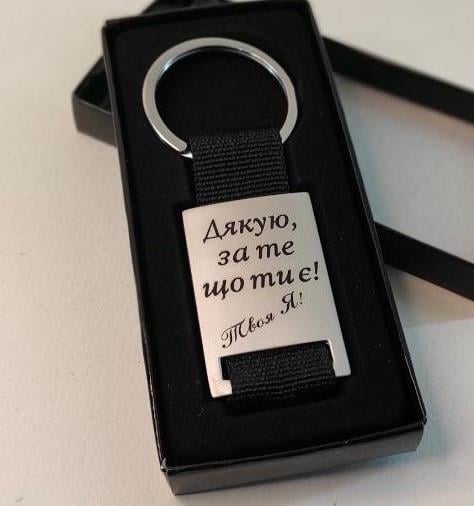 Дякую,
за те
що ти є!
Твоя Я!